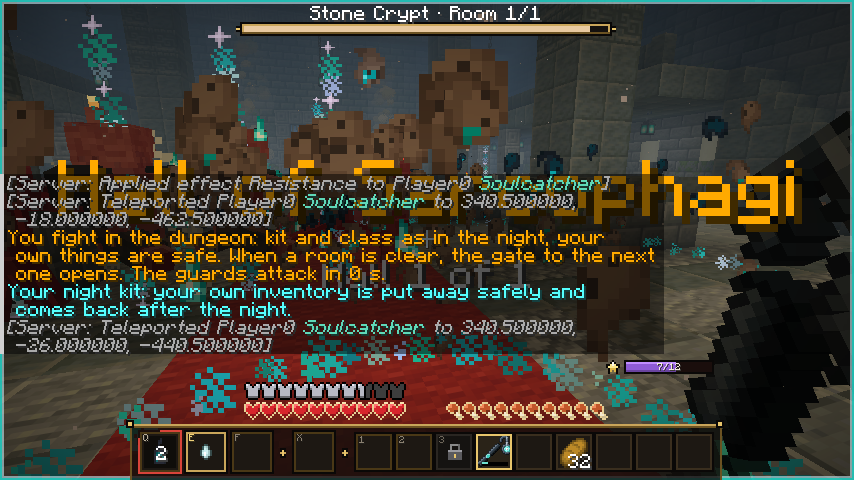 Stone Crypt · Room 1/1
[Server: Applied effect Resistance to Player0 Soulcatcher]
[Server: Teleported Player0 Soulcatcher to 340.500000,
-18.000000, -462.500000]
You fight in the dungeon: kit and class as in the night, your
own things are safe. When a room is clear, the gate to the next
one opens. The guards attack in 0 s.
Hall 1 of 1
Your night kit: your own inventory is put away safely and
comes back after the night.
[Server: Teleported Player0 Soulcatcher to 340.500000,
-26.000000, -440.500000]
7/12
Q E F X 1 2 3
2 32